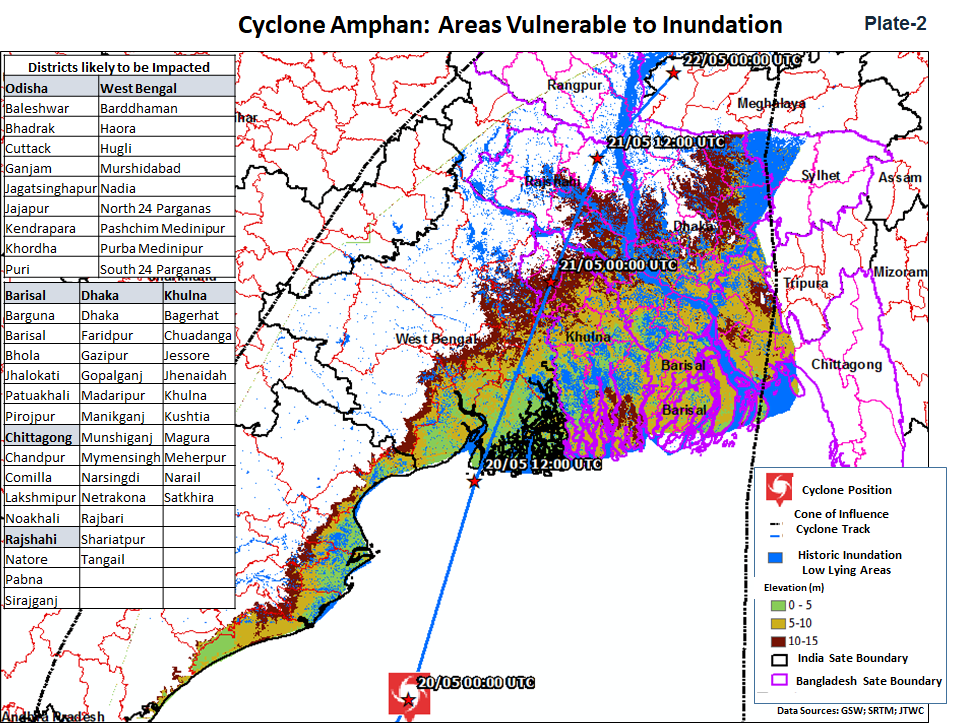 Cyclone Amphan: Areas Vulnerable to Inundation
Plate-2
Districts likely to be Impacted
Odisha West Bengal
Baleshwar Barddhaman
Bhadrak Haora
Cuttack Hugli
Ganjam Murshidabad
Jagatsinghapur Nadia
Jajapur North 24 Parganas
Kendrapara Pashchim Medinipur
Khordha Purba Medinipur
Puri South 24 Parganas
Barisal Dhaka Khulna
Barguna Dhaka Bagerhat
Barisal Faridpur Chuadanga
Bhola Gazipur Jessore
Jhalokati Gopalganj Jhenaidah
Patuakhali Madaripur Khulna
Pirojpur Manikganj Kushtia
Chittagong Munshiganj Magura
Chandpur Mymensingh Meherpur
Comilla Narsingdi Narail
Lakshmipur Netrakona Satkhira
Noakhali Rajbari
Rajshahi Shariatpur
Natore Tangail
Pabna
Sirajganj
22/05 00:00 UTC
Rangpur
Meghalaya
har
21/05 12:00 UTC
Rajshahi
Sylhet
Assam
Dhaka
21/05 00:00 UTC
Mizoram
Tripura
West Bengal
Khulna
Barisal
Chittagong
Barisal
20/05 12:00 UTC
20/05 00:00 UTC
Andhra Pradesh
Cyclone Position
Cone of Influence
Cyclone Track
Historic Inundation
Low Lying Areas
Elevation (m)
0 - 5
5-10
10-15
India Sate Boundary
Bangladesh Sate Boundary
Data Sources: GSW; SRTM; JTWC